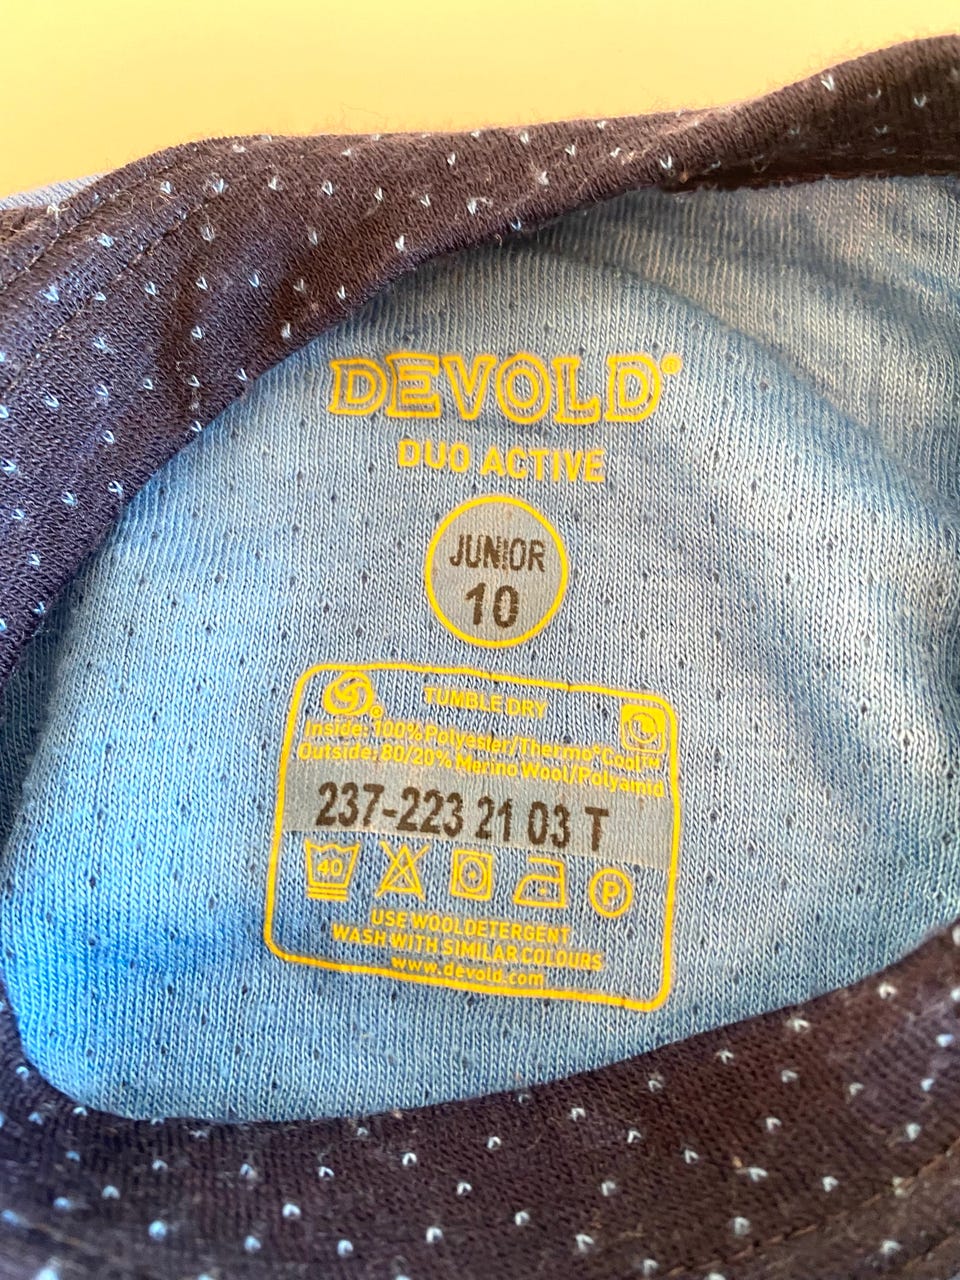 DEVOLD®
DUO ACTIVE
JUNIOR
10
TUMBLE DRY
Inside: 100% Polyester/Thermo°Cool™
Outside: 80/20% Merino Wool/Polyamid
237-223 21 03 T
40 P
USE WOOLDETERGENT
WASH WITH SIMILAR COLOURS
www.devold.com